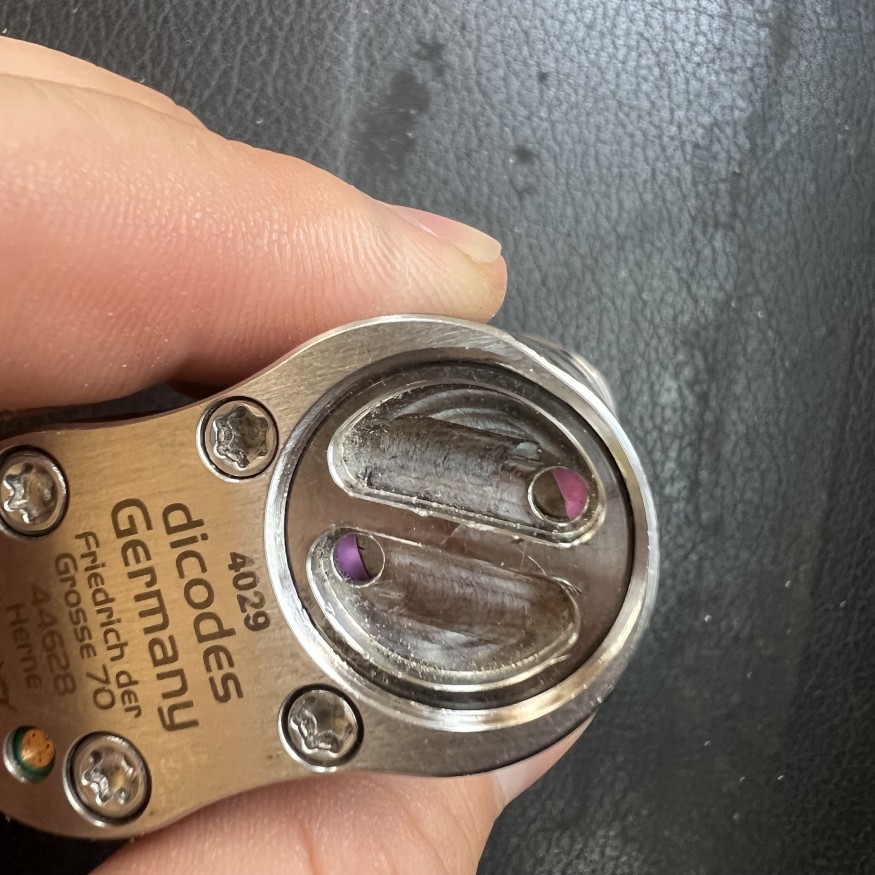 4029
dicodes
Germany
Friedrich der
Grosse 70
44628
Herne